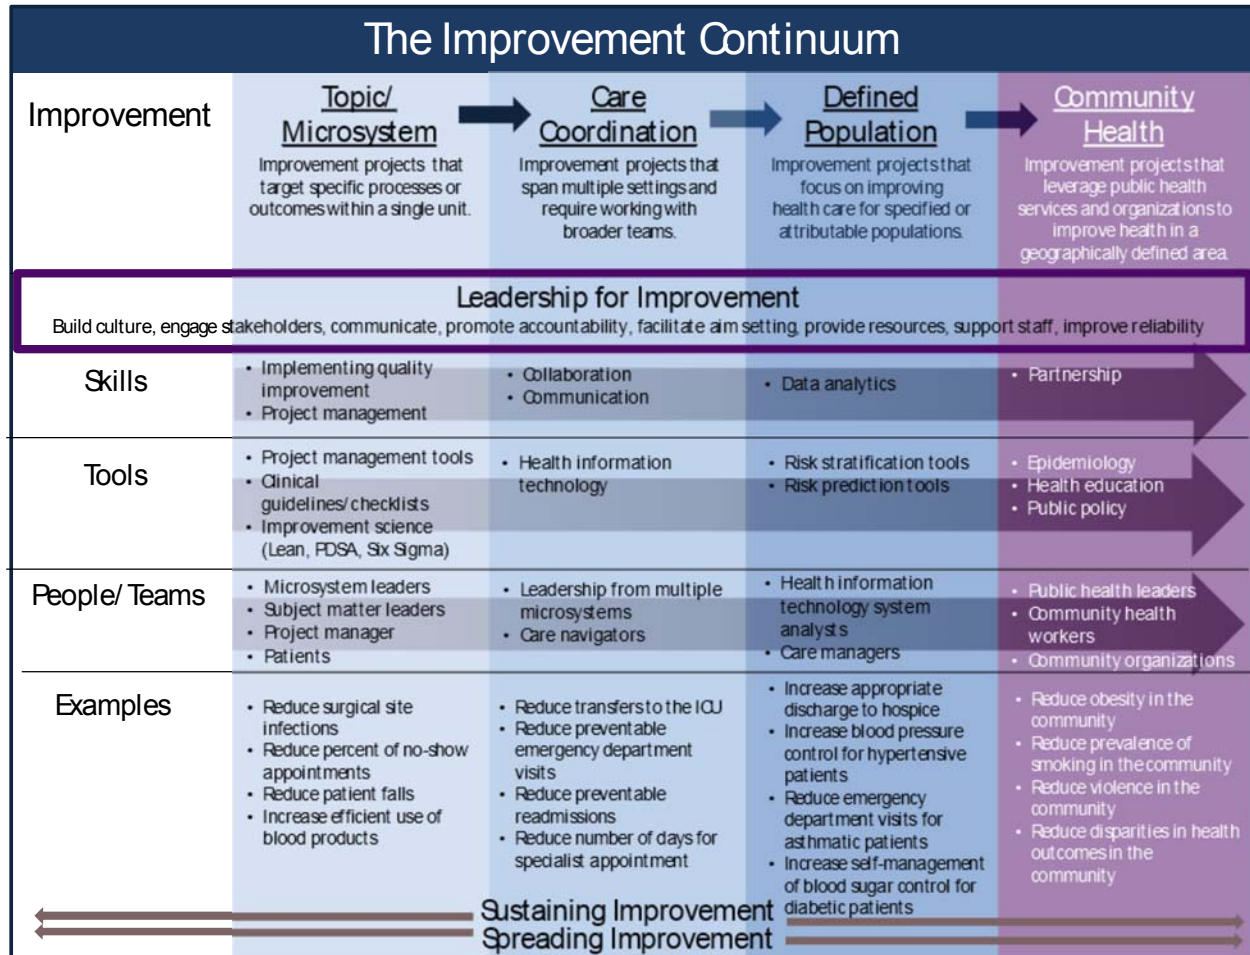 The Improvement Continuum
Improvement
Topic/
Microsystem
Improvement projects that
target specific processes or
outcomes within a single unit.
Care
Coordination
Improvement projects that
span multiple settings and
require working with
broader teams.
Defined
Population
Improvement projects that
focus on improving
health care for specified or
attributable populations.
Community
Health
Improvement projects that
leverage public health
services and organizations to
improve health in a
geographically defined area.
Leadership for Improvement
Build culture, engage stakeholders, communicate, promote accountability, facilitate aim setting, provide resources, support staff, improve reliability
Skills
• Implementing quality
improvement
• Project management
• Collaboration
• Communication
• Data analytics
• Partnership
Tools
• Project management tools
• Clinical
guidelines/checklists
• Improvement science
(Lean, PDSA, Six Sigma)
• Health information
technology
• Risk stratification tools
• Risk prediction tools
• Epidemiology
• Health education
• Public policy
People/Teams
• Microsystem leaders
• Subject matter leaders
• Project manager
• Patients
• Leadership from multiple
microsystems
• Care navigators
• Health information
technology system
analysts
• Care managers
• Public health leaders
• Community health
workers
• Community organizations
Examples
• Reduce surgical site
infections
• Reduce percent of no-show
appointments
• Reduce patient falls
• Increase efficient use of
blood products
• Reduce transfers to the ICU
• Reduce preventable
emergency department
visits
• Reduce preventable
readmissions
• Reduce number of days for
specialist appointment
• Increase appropriate
discharge to hospice
• Increase blood pressure
control for hypertensive
patients
• Reduce emergency
department visits for
asthmatic patients
• Increase self-management
of blood sugar control for
diabetic patients
• Reduce obesity in the
community
• Reduce prevalence of
smoking in the community
• Reduce violence in the
community
• Reduce disparities in health
outcomes in the
community
Sustaining Improvement
Spreading Improvement